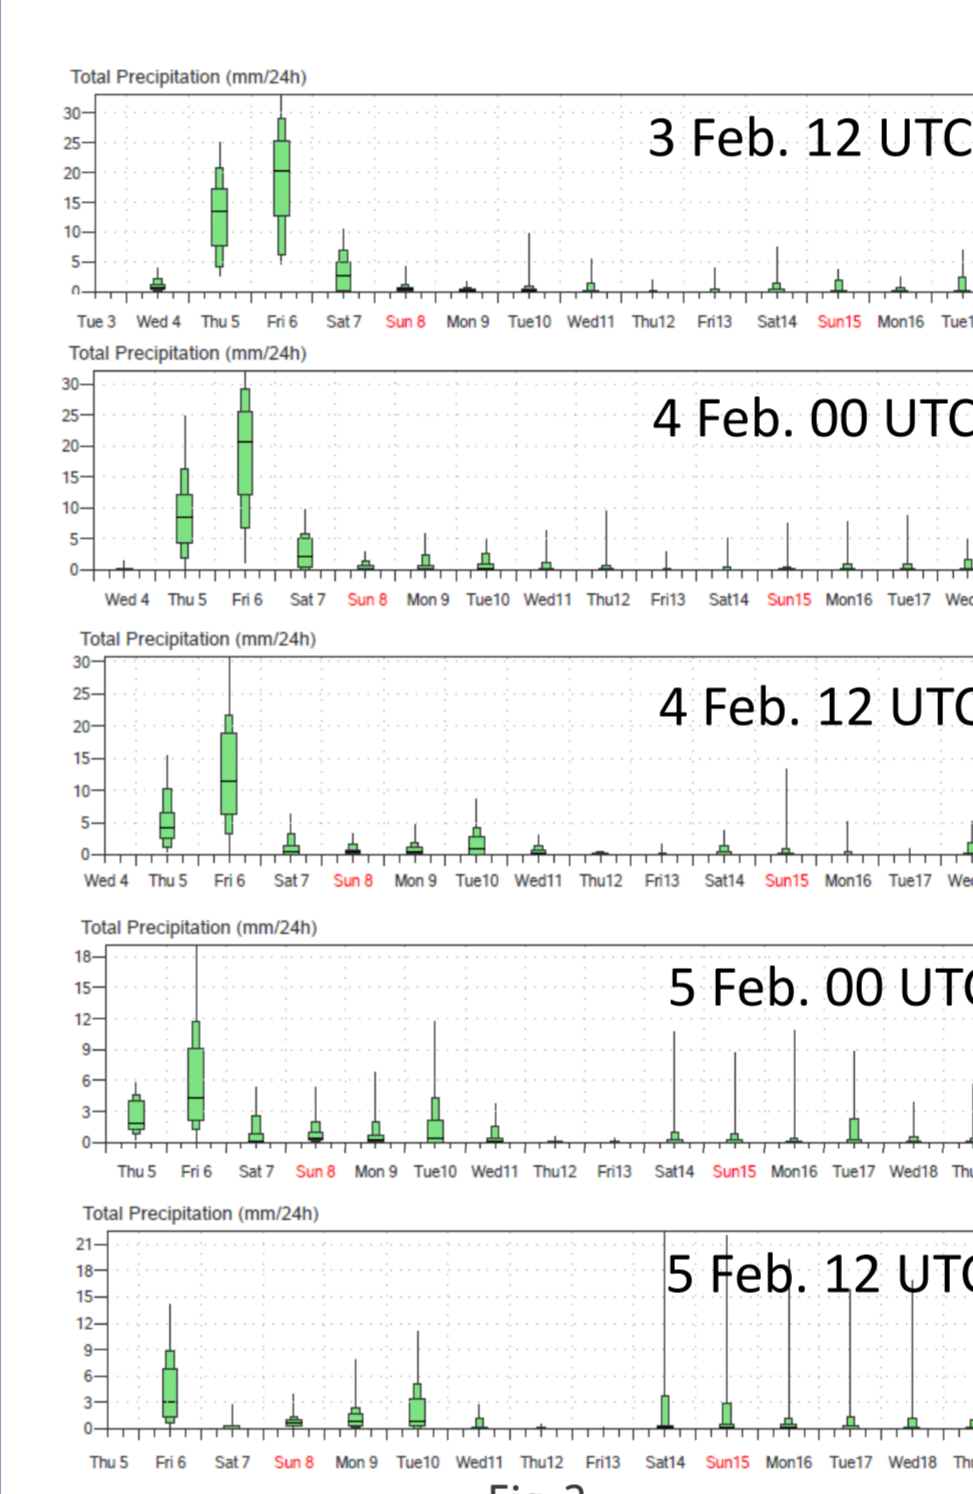 Total Precipitation (mm/24h)
3 Feb. 12 UTC
30
25
20
15
10
5
0
Tue 3 Wed 4 Thu 5 Fri 6 Sat 7 Sun 8 Mon 9 Tue10 Wed11 Thu12 Fri13 Sat14 Sun15 Mon16 Tue1
Total Precipitation (mm/24h)
4 Feb. 00 UTC
30
25
20
15
10
5
0
Wed 4 Thu 5 Fri 6 Sat 7 Sun 8 Mon 9 Tue10 Wed11 Thu12 Fri13 Sat14 Sun15 Mon16 Tue17 Wed
Total Precipitation (mm/24h)
4 Feb. 12 UTC
30
25
20
15
10
5
0
Wed 4 Thu 5 Fri 6 Sat 7 Sun 8 Mon 9 Tue10 Wed11 Thu12 Fri13 Sat14 Sun15 Mon16 Tue17 Wed
Total Precipitation (mm/24h)
5 Feb. 00 UTC
18
15
12
9
6
3
0
Thu 5 Fri 6 Sat 7 Sun 8 Mon 9 Tue10 Wed11 Thu12 Fri13 Sat14 Sun15 Mon16 Tue17 Wed18 Thu
Total Precipitation (mm/24h)
5 Feb. 12 UTC
21
18
15
12
9
6
3
0
Thu 5 Fri 6 Sat 7 Sun 8 Mon 9 Tue10 Wed11 Thu12 Fri13 Sat14 Sun15 Mon16 Tue17 Wed18 Thu